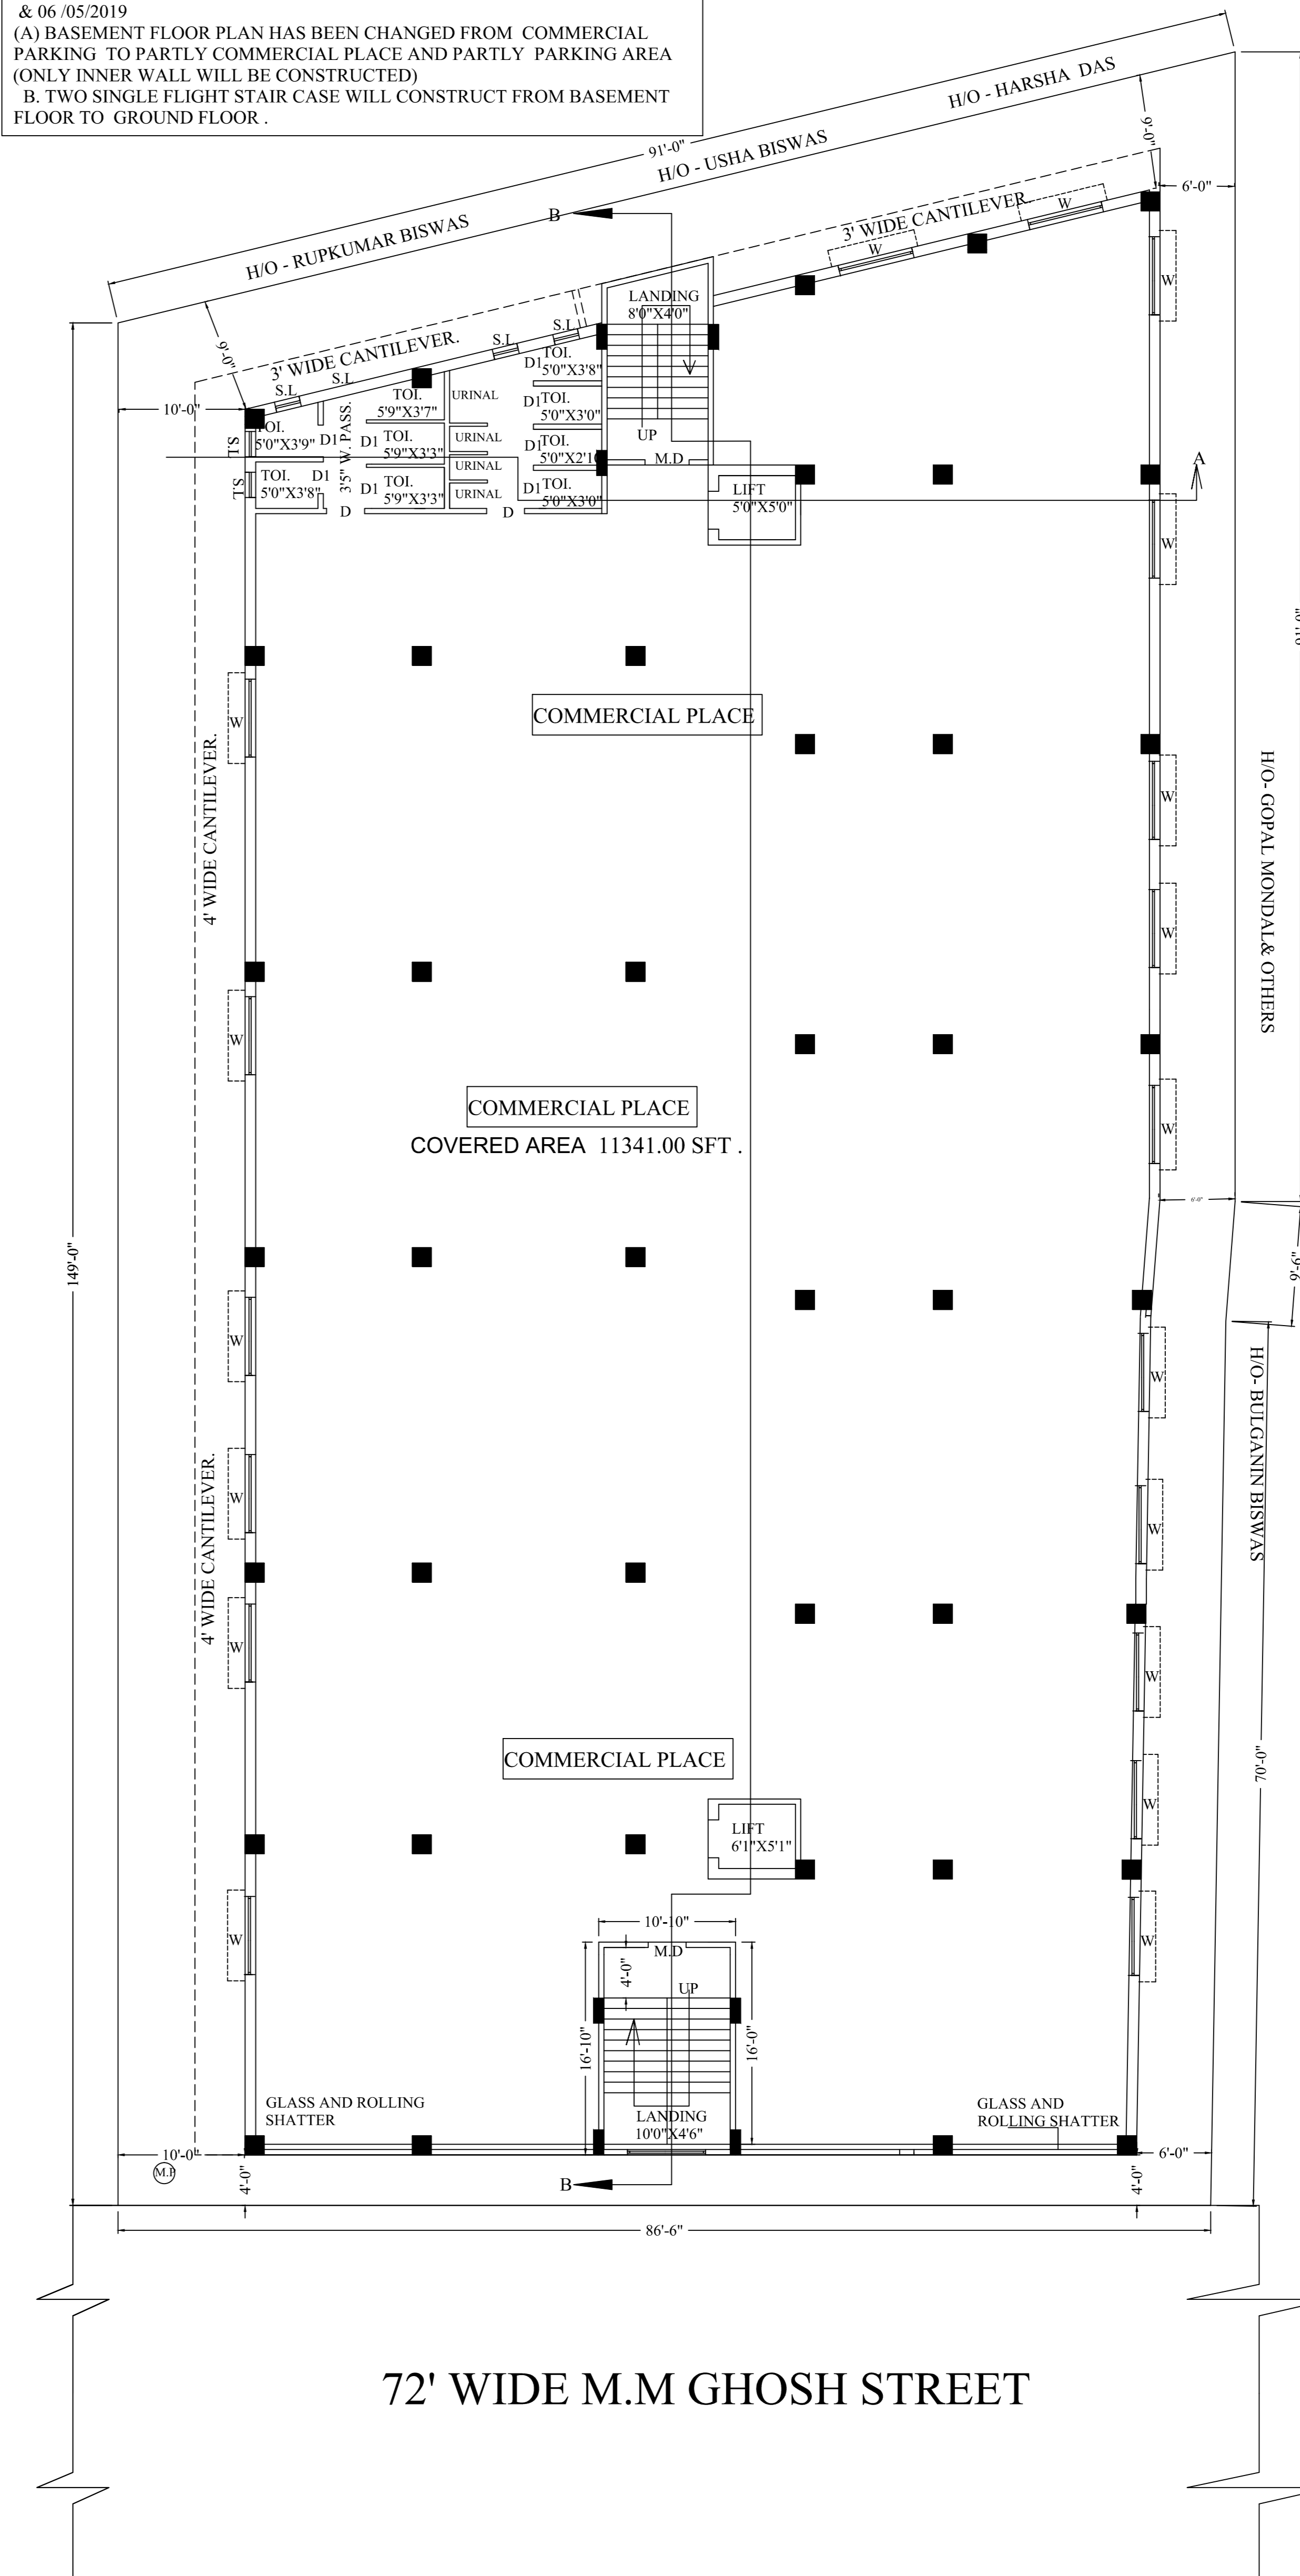 & 06 /05/2019
(A) BASEMENT FLOOR PLAN HAS BEEN CHANGED FROM COMMERCIAL
PARKING TO PARTLY COMMERCIAL PLACE AND PARTLY PARKING AREA
(ONLY INNER WALL WILL BE CONSTRUCTED)
B. TWO SINGLE FLIGHT STAIR CASE WILL CONSTRUCT FROM BASEMENT
FLOOR TO GROUND FLOOR .
H/O - HARSHA DAS
91'-0"
H/O - USHA BISWAS
9'-0"
6'-0"
B
3' WIDE CANTILEVER.
W
W
H/O - RUPKUMAR BISWAS
W
LANDING
8'0"X4'0"
9'-0"
3' WIDE CANTILEVER.
S.L
S.L
S.L
S.L
10'-0"
TOI.
5'9"X3'7"
URINAL
D1
TOI.
5'0"X3'8"
D1
TOI.
5'0"X3'0"
TOI.
5'0"X3'9"
D1
3'5" W. PASS.
D1
TOI.
5'9"X3'3"
URINAL
D1
TOI.
5'0"X2'10
UP
M.D
A
S.L
S.L
TOI.
5'0"X3'8"
D1
D1
TOI.
5'9"X3'3"
URINAL
URINAL
D1
TOI.
5'0"X3'0"
LIFT
5'0"X5'0"
D
D
W
COMMERCIAL PLACE
W
4' WIDE CANTILEVER.
W
H/O- GOPAL MONDAL& OTHERS
W
W
COMMERCIAL PLACE
COVERED AREA 11341.00 SFT .
W
6'-0"
149'-0"
9'-6"
W
W
H/O- BULGANIN BISWAS
4' WIDE CANTILEVER.
W
W
W
W
COMMERCIAL PLACE
70'-0"
W
LIFT
6'1"X5'1"
W
W
10'-10"
M.D
4'-0"
UP
16'-10"
16'-0"
GLASS AND ROLLING
SHATTER
LANDING
10'0"X4'6"
GLASS AND
ROLLING SHATTER
10'-0"
6'-0"
M.P
4'-0"
4'-0"
B
86'-6"
72' WIDE M.M GHOSH STREET